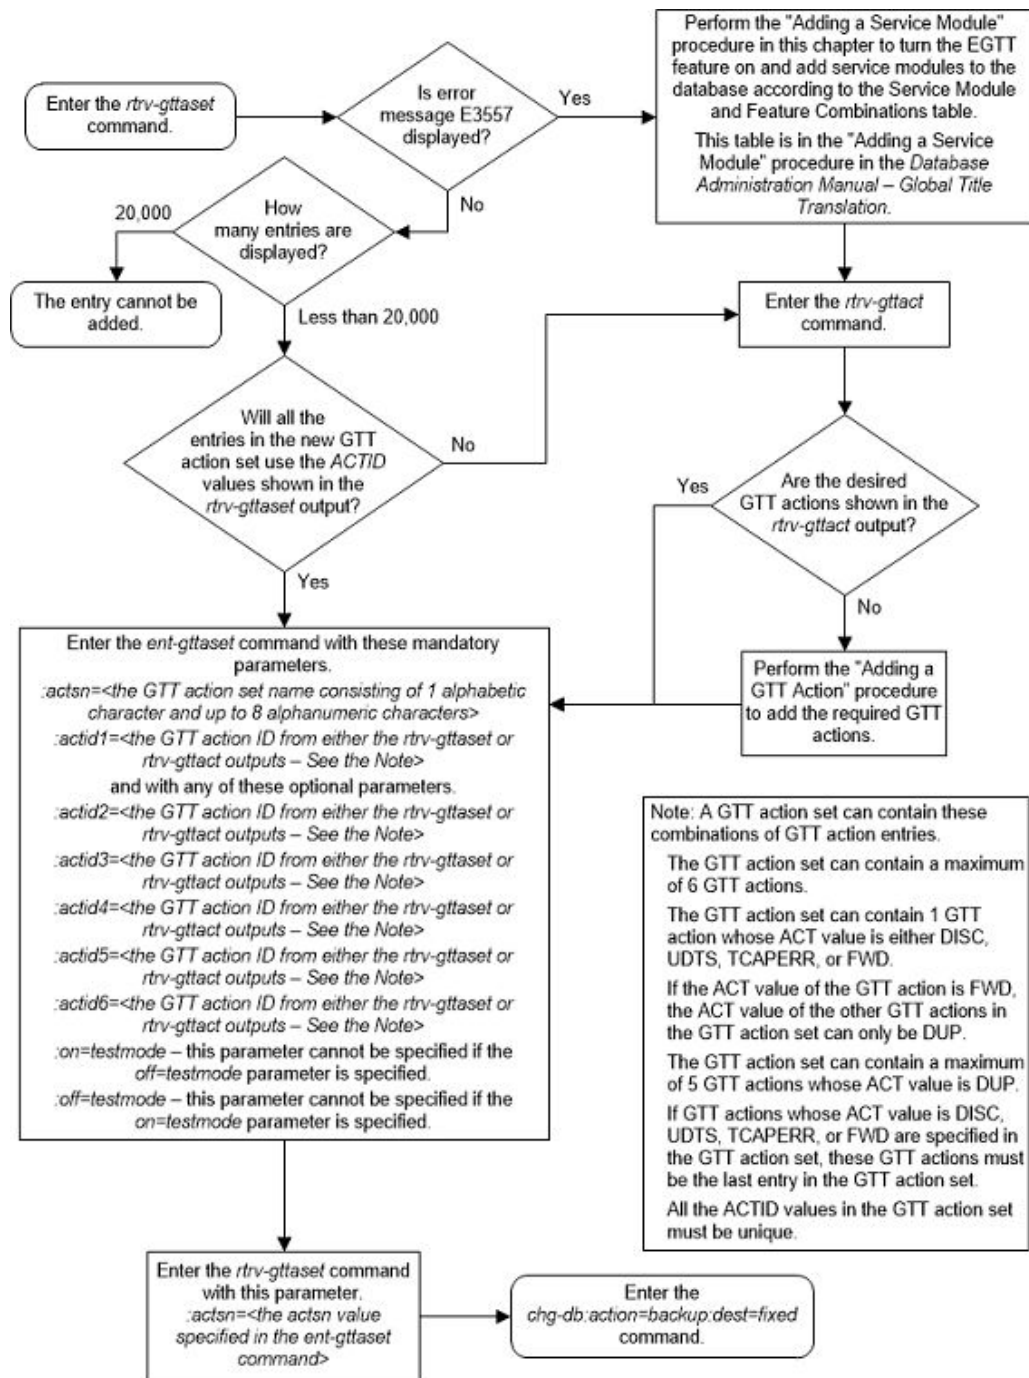 Enter the rtrv-gttaset
command.
Is error
message E3557
displayed?
Yes
No
Perform the "Adding a Service Module"
procedure in this chapter to turn the EGTT
feature on and add service modules to the
database according to the Service Module
and Feature Combinations table.
This table is in the "Adding a Service
Module" procedure in the Database
Administration Manual – Global Title
Translation.
How
many entries are
displayed?
20,000
The entry cannot be
added.
Less than 20,000
Enter the rtrv-gttact
command.
Will all the
entries in the new GTT
action set use the ACTID
values shown in the
rtrv-gttaset output?
No
Yes
Are the desired
GTT actions shown in the
rtrv-gttact output?
Yes
No
Perform the "Adding a
GTT Action" procedure
to add the required GTT
actions.
Enter the ent-gttaset command with these mandatory
parameters.
:actsn=<the GTT action set name consisting of 1 alphabetic
character and up to 8 alphanumeric characters>
:actid1=<the GTT action ID from either the rtrv-gttaset or
rtrv-gttact outputs – See the Note>
and with any of these optional parameters.
:actid2=<the GTT action ID from either the rtrv-gttaset or
rtrv-gttact outputs – See the Note>
:actid3=<the GTT action ID from either the rtrv-gttaset or
rtrv-gttact outputs – See the Note>
:actid4=<the GTT action ID from either the rtrv-gttaset or
rtrv-gttact outputs – See the Note>
:actid5=<the GTT action ID from either the rtrv-gttaset or
rtrv-gttact outputs – See the Note>
:actid6=<the GTT action ID from either the rtrv-gttaset or
rtrv-gttact outputs – See the Note>
:on=testmode – this parameter cannot be specified if the
off=testmode parameter is specified.
:off=testmode – this parameter cannot be specified if the
on=testmode parameter is specified.
Note: A GTT action set can contain these
combinations of GTT action entries.
The GTT action set can contain a maximum
of 6 GTT actions.
The GTT action set can contain 1 GTT
action whose ACT value is either DISC,
UDTS, TCAPERR, or FWD.
If the ACT value of the GTT action is FWD,
the ACT value of the other GTT actions in
the GTT action set can only be DUP.
The GTT action set can contain a maximum
of 5 GTT actions whose ACT value is DUP.
If GTT actions whose ACT value is DISC,
UDTS, TCAPERR, or FWD are specified in
the GTT action set, these GTT actions must
be the last entry in the GTT action set.
All the ACTID values in the GTT action set
must be unique.
Enter the rtrv-gttaset command
with this parameter.
:actsn=<the actsn value
specified in the ent-gttaset
command>
Enter the
chg-db:action=backup:dest=fixed
command.